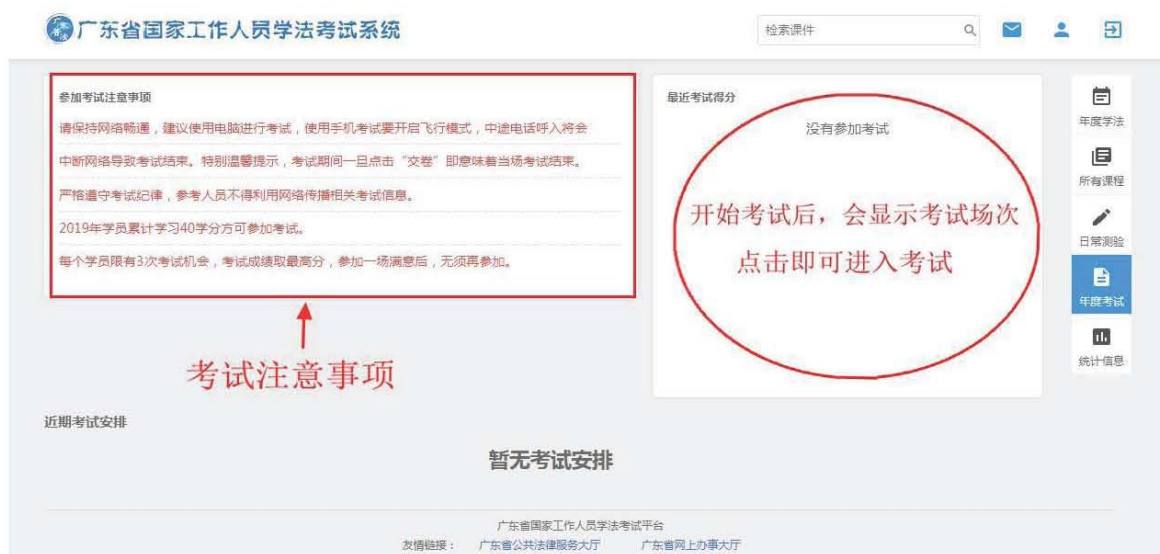 广东省国家工作人员学法考试系统
检索课件
参加考试注意事项
请保持网络畅通，建议使用电脑进行考试，使用手机考试要开启飞行模式，中途电话呼入将会
中断网络导致考试结束。特别温馨提示，考试期间一旦点击“交卷”即意味着当场考试结束。
严格遵守考试纪律，参考人员不得利用网络传播相关考试信息。
2019年学员累计学习40学分方可参加考试。
每个学员限有3次考试机会，考试成绩取最高分，参加一场满意后，无须再参加。
考试注意事项
最近考试得分
没有参加考试
开始考试后，会显示考试场次
点击即可进入考试
年度学法
所有课程
日常测验
年度考试
统计信息
近期考试安排
暂无考试安排
广东省国家工作人员学法考试平台
友情链接： 广东省公共法律服务大厅 广东省网上办事大厅